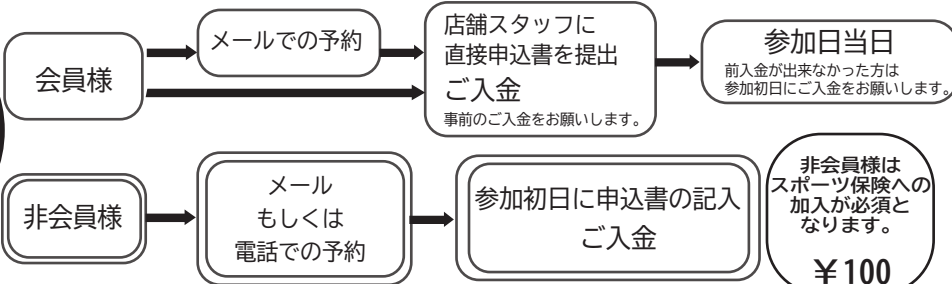 会員様
メールでの予約
店舗スタッフに
直接申込書を提出
ご入金
事前のご入金をお願いします。
参加日当日
前入金が出来なかった方は
参加初日にご入金をお願いします。
非会員様
メール
もしくは
電話での予約
参加初日に申込書の記入
ご入金
非会員様は
スポーツ保険への
加入が必須と
なります。
￥100